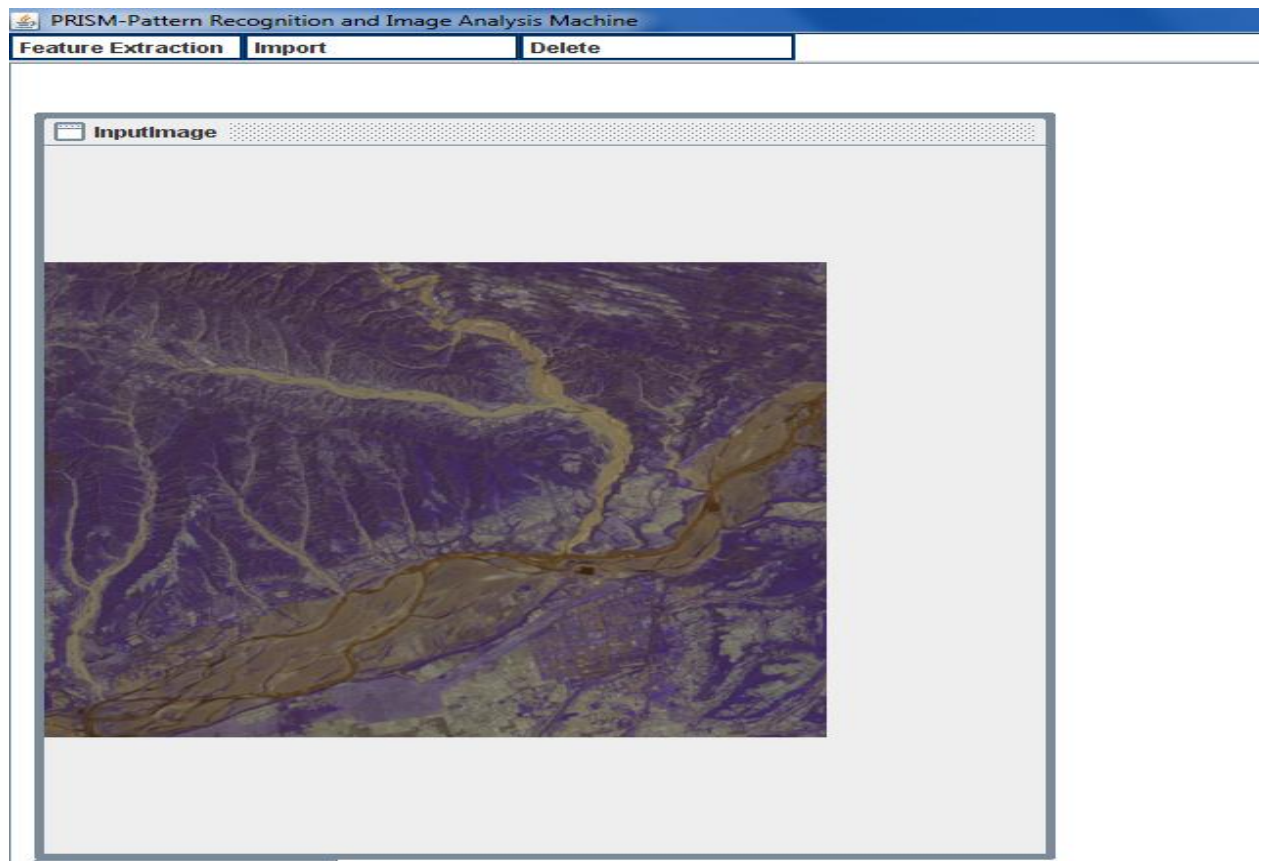 PRISM-Pattern Recognition and Image Analysis Machine
Feature Extraction Import Delete
InputImage